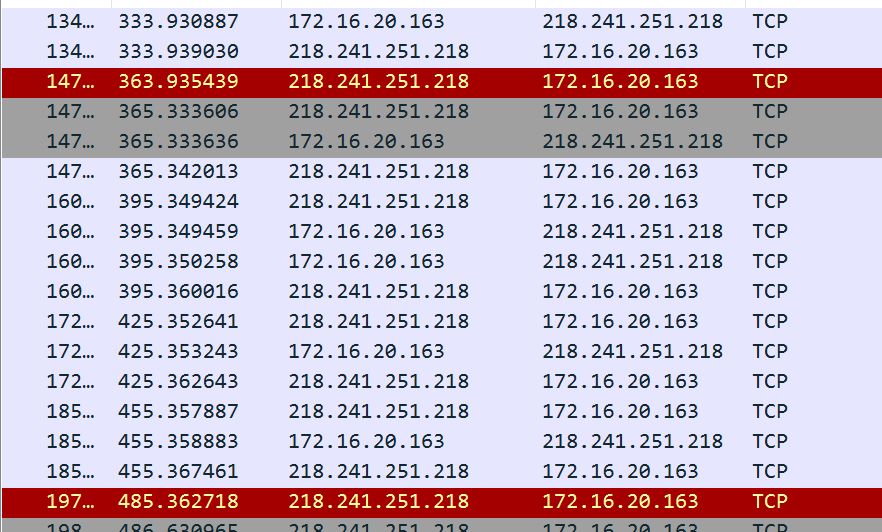 134… 333.930887 172.16.20.163 218.241.251.218 TCP
134… 333.939030 218.241.251.218 172.16.20.163 TCP
147… 363.935439 218.241.251.218 172.16.20.163 TCP
147… 365.333606 218.241.251.218 172.16.20.163 TCP
147… 365.333636 172.16.20.163 218.241.251.218 TCP
147… 365.342013 218.241.251.218 172.16.20.163 TCP
160… 395.349424 218.241.251.218 172.16.20.163 TCP
160… 395.349459 172.16.20.163 218.241.251.218 TCP
160… 395.350258 172.16.20.163 218.241.251.218 TCP
160… 395.360016 218.241.251.218 172.16.20.163 TCP
172… 425.352641 218.241.251.218 172.16.20.163 TCP
172… 425.353243 172.16.20.163 218.241.251.218 TCP
172… 425.362643 218.241.251.218 172.16.20.163 TCP
185… 455.357887 218.241.251.218 172.16.20.163 TCP
185… 455.358883 172.16.20.163 218.241.251.218 TCP
185… 455.367461 218.241.251.218 172.16.20.163 TCP
197… 485.362718 218.241.251.218 172.16.20.163 TCP
198… 486.630965 218.241.251.218 172.16.20.163 TCP